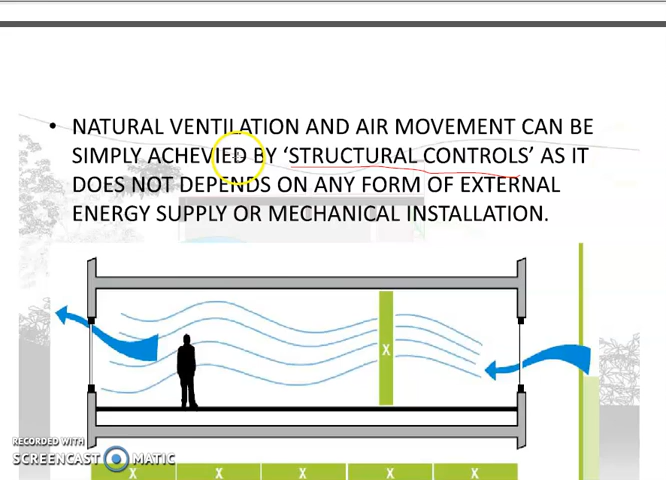 • NATURAL VENTILATION AND AIR MOVEMENT CAN BE
SIMPLY ACHEVIED BY ‘STRUCTURAL CONTROLS’ AS IT
DOES NOT DEPENDS ON ANY FORM OF EXTERNAL
ENERGY SUPPLY OR MECHANICAL INSTALLATION.
X
RECORDED WITH
SCREENCAST MATIC
X X X X X